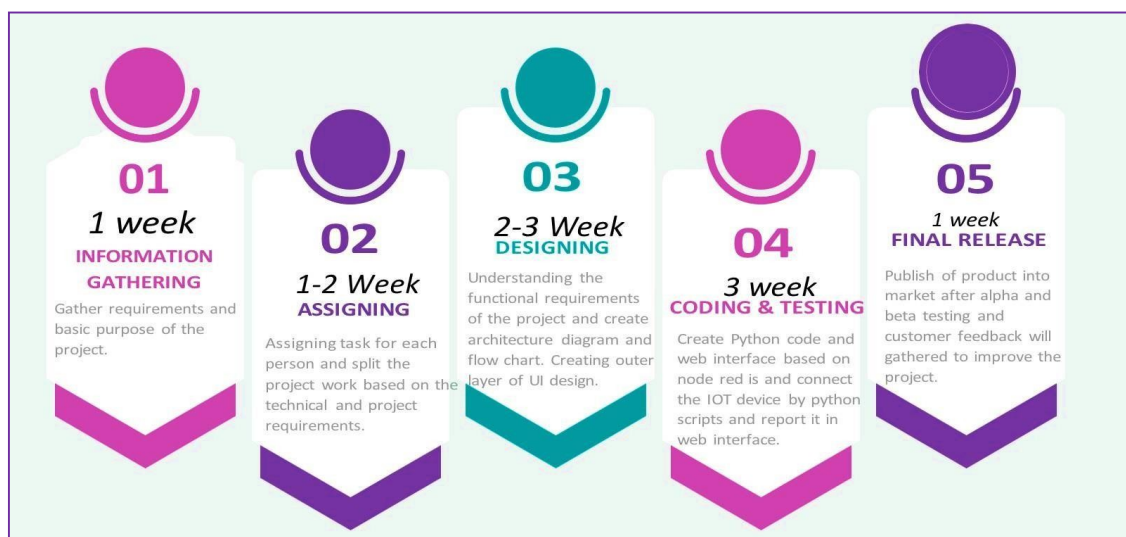 01
1 week
INFORMATION
GATHERING
Gather requirements and
basic purpose of the
project.
02
1-2 Week
ASSIGNING
Assigning task for each
person and split the
project work based on the
technical and project
requirements.
03
2-3 Week
DESIGNING
Understanding the
functional requirements
of the project and create
architecture diagram and
flow chart. Creating outer
layer of UI design.
04
3 week
CODING & TESTING
Create Python code and
web interface based on
node red is and connect
the IOT device by python
scripts and report it in
web interface.
05
1 week
FINAL RELEASE
Publish of product into
market after alpha and
beta testing and
customer feedback will
gathered to improve the
project.